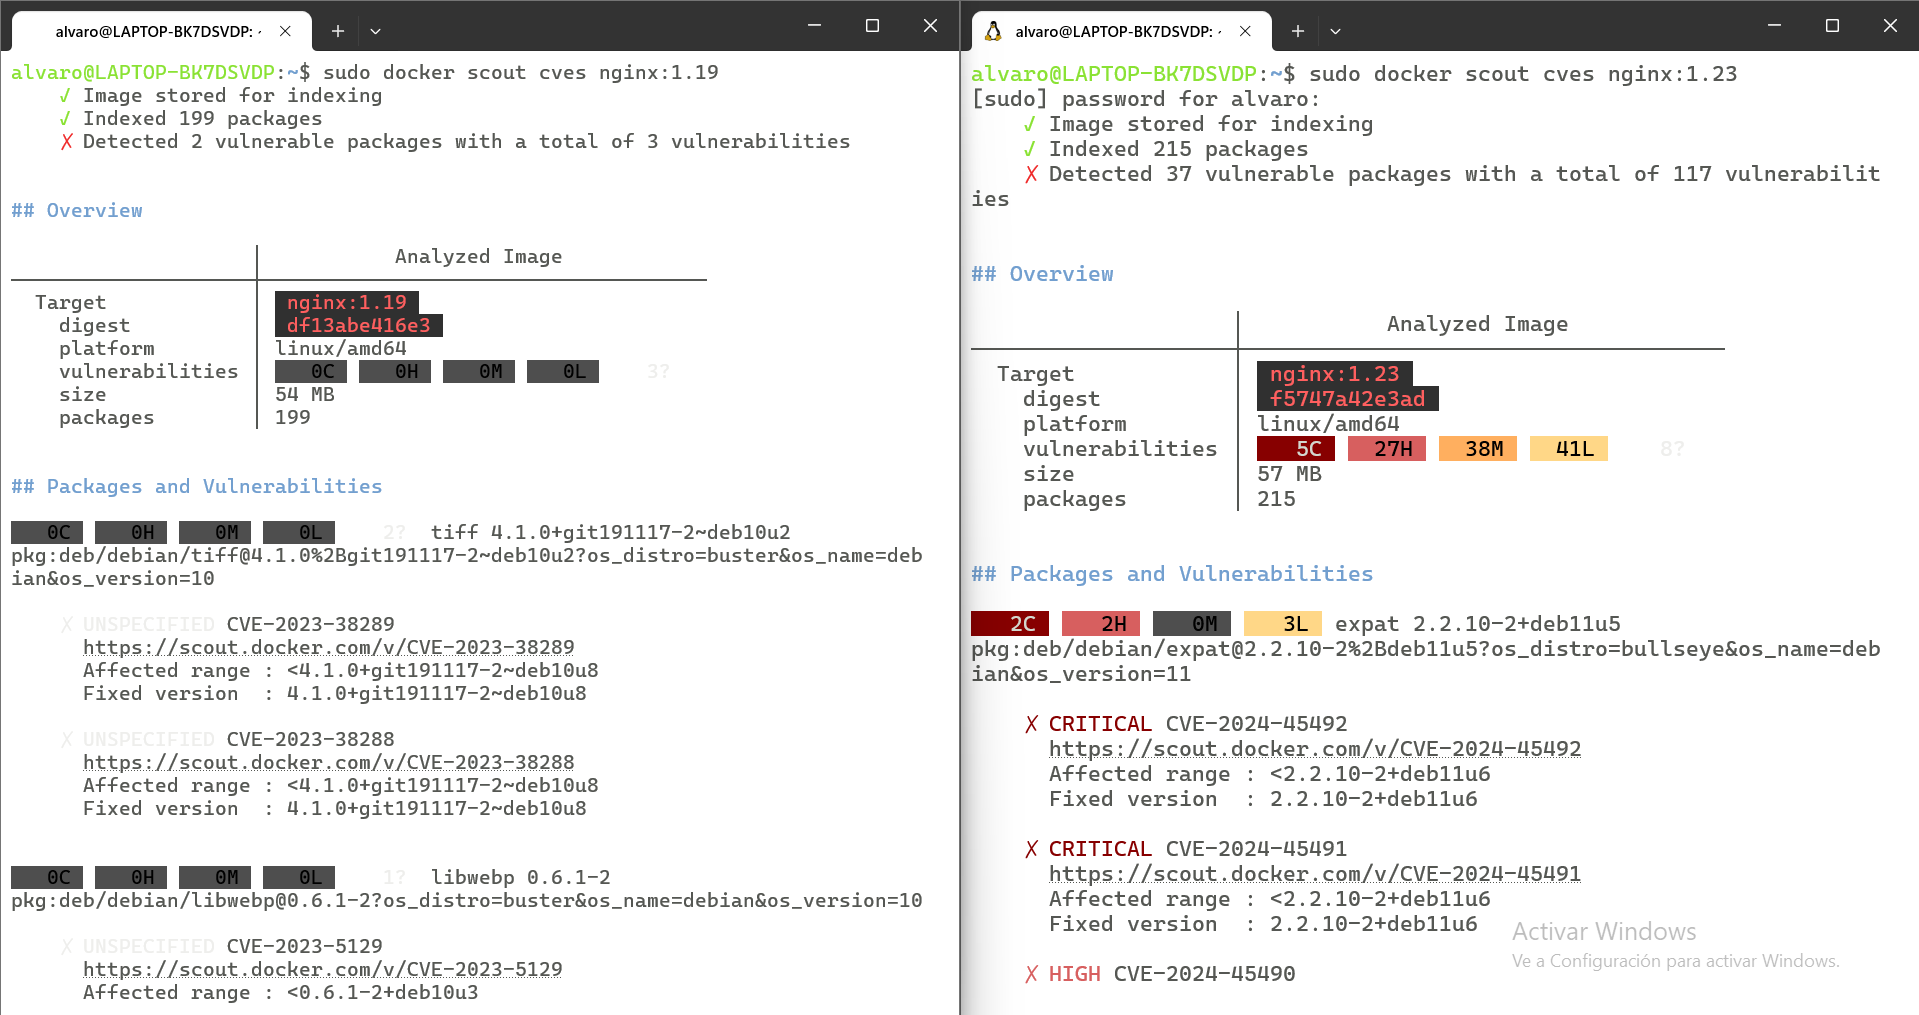 alvaro@LAPTOP-BK7DSVDP: ~
alvaro@LAPTOP-BK7DSVDP:~$ sudo docker scout cves nginx:1.19
✓ Image stored for indexing
✓ Indexed 199 packages
✗ Detected 2 vulnerable packages with a total of 3 vulnerabilities
## Overview
Analyzed Image
Target nginx:1.19
digest df13abe416e3
platform linux/amd64
vulnerabilities 0C 0H 0M 0L 3?
size 54 MB
packages 199
## Packages and Vulnerabilities
0C 0H 0M 0L 2? tiff 4.1.0+git191117-2~deb10u2
pkg:deb/debian/tiff@4.1.0%2Bgit191117-2~deb10u2?os_distro=buster&os_name=deb
ian&os_version=10
✗ UNSPECIFIED CVE-2023-38289
https://scout.docker.com/v/CVE-2023-38289
Affected range : <4.1.0+git191117-2~deb10u8
Fixed version : 4.1.0+git191117-2~deb10u8
✗ UNSPECIFIED CVE-2023-38288
https://scout.docker.com/v/CVE-2023-38288
Affected range : <4.1.0+git191117-2~deb10u8
Fixed version : 4.1.0+git191117-2~deb10u8
0C 0H 0M 0L 1? libwebp 0.6.1-2
pkg:deb/debian/libwebp@0.6.1-2?os_distro=buster&os_name=debian&os_version=10
✗ UNSPECIFIED CVE-2023-5129
https://scout.docker.com/v/CVE-2023-5129
Affected range : <0.6.1-2+deb10u3
alvaro@LAPTOP-BK7DSVDP: ~
alvaro@LAPTOP-BK7DSVDP:~$ sudo docker scout cves nginx:1.23
[sudo] password for alvaro:
✓ Image stored for indexing
✓ Indexed 215 packages
✗ Detected 37 vulnerable packages with a total of 117 vulnerabilit
ies
## Overview
Analyzed Image
Target nginx:1.23
digest f5747a42e3ad
platform linux/amd64
vulnerabilities 5C 27H 38M 41L 8?
size 57 MB
packages 215
## Packages and Vulnerabilities
2C 2H 0M 3L expat 2.2.10-2+deb11u5
pkg:deb/debian/expat@2.2.10-2%2Bdeb11u5?os_distro=bullseye&os_name=deb
ian&os_version=11
✗ CRITICAL CVE-2024-45492
https://scout.docker.com/v/CVE-2024-45492
Affected range : <2.2.10-2+deb11u6
Fixed version : 2.2.10-2+deb11u6
✗ CRITICAL CVE-2024-45491
https://scout.docker.com/v/CVE-2024-45491
Affected range : <2.2.10-2+deb11u6
Fixed version : 2.2.10-2+deb11u6
✗ HIGH CVE-2024-45490
Activar Windows
Ve a Configuración para activar Windows.